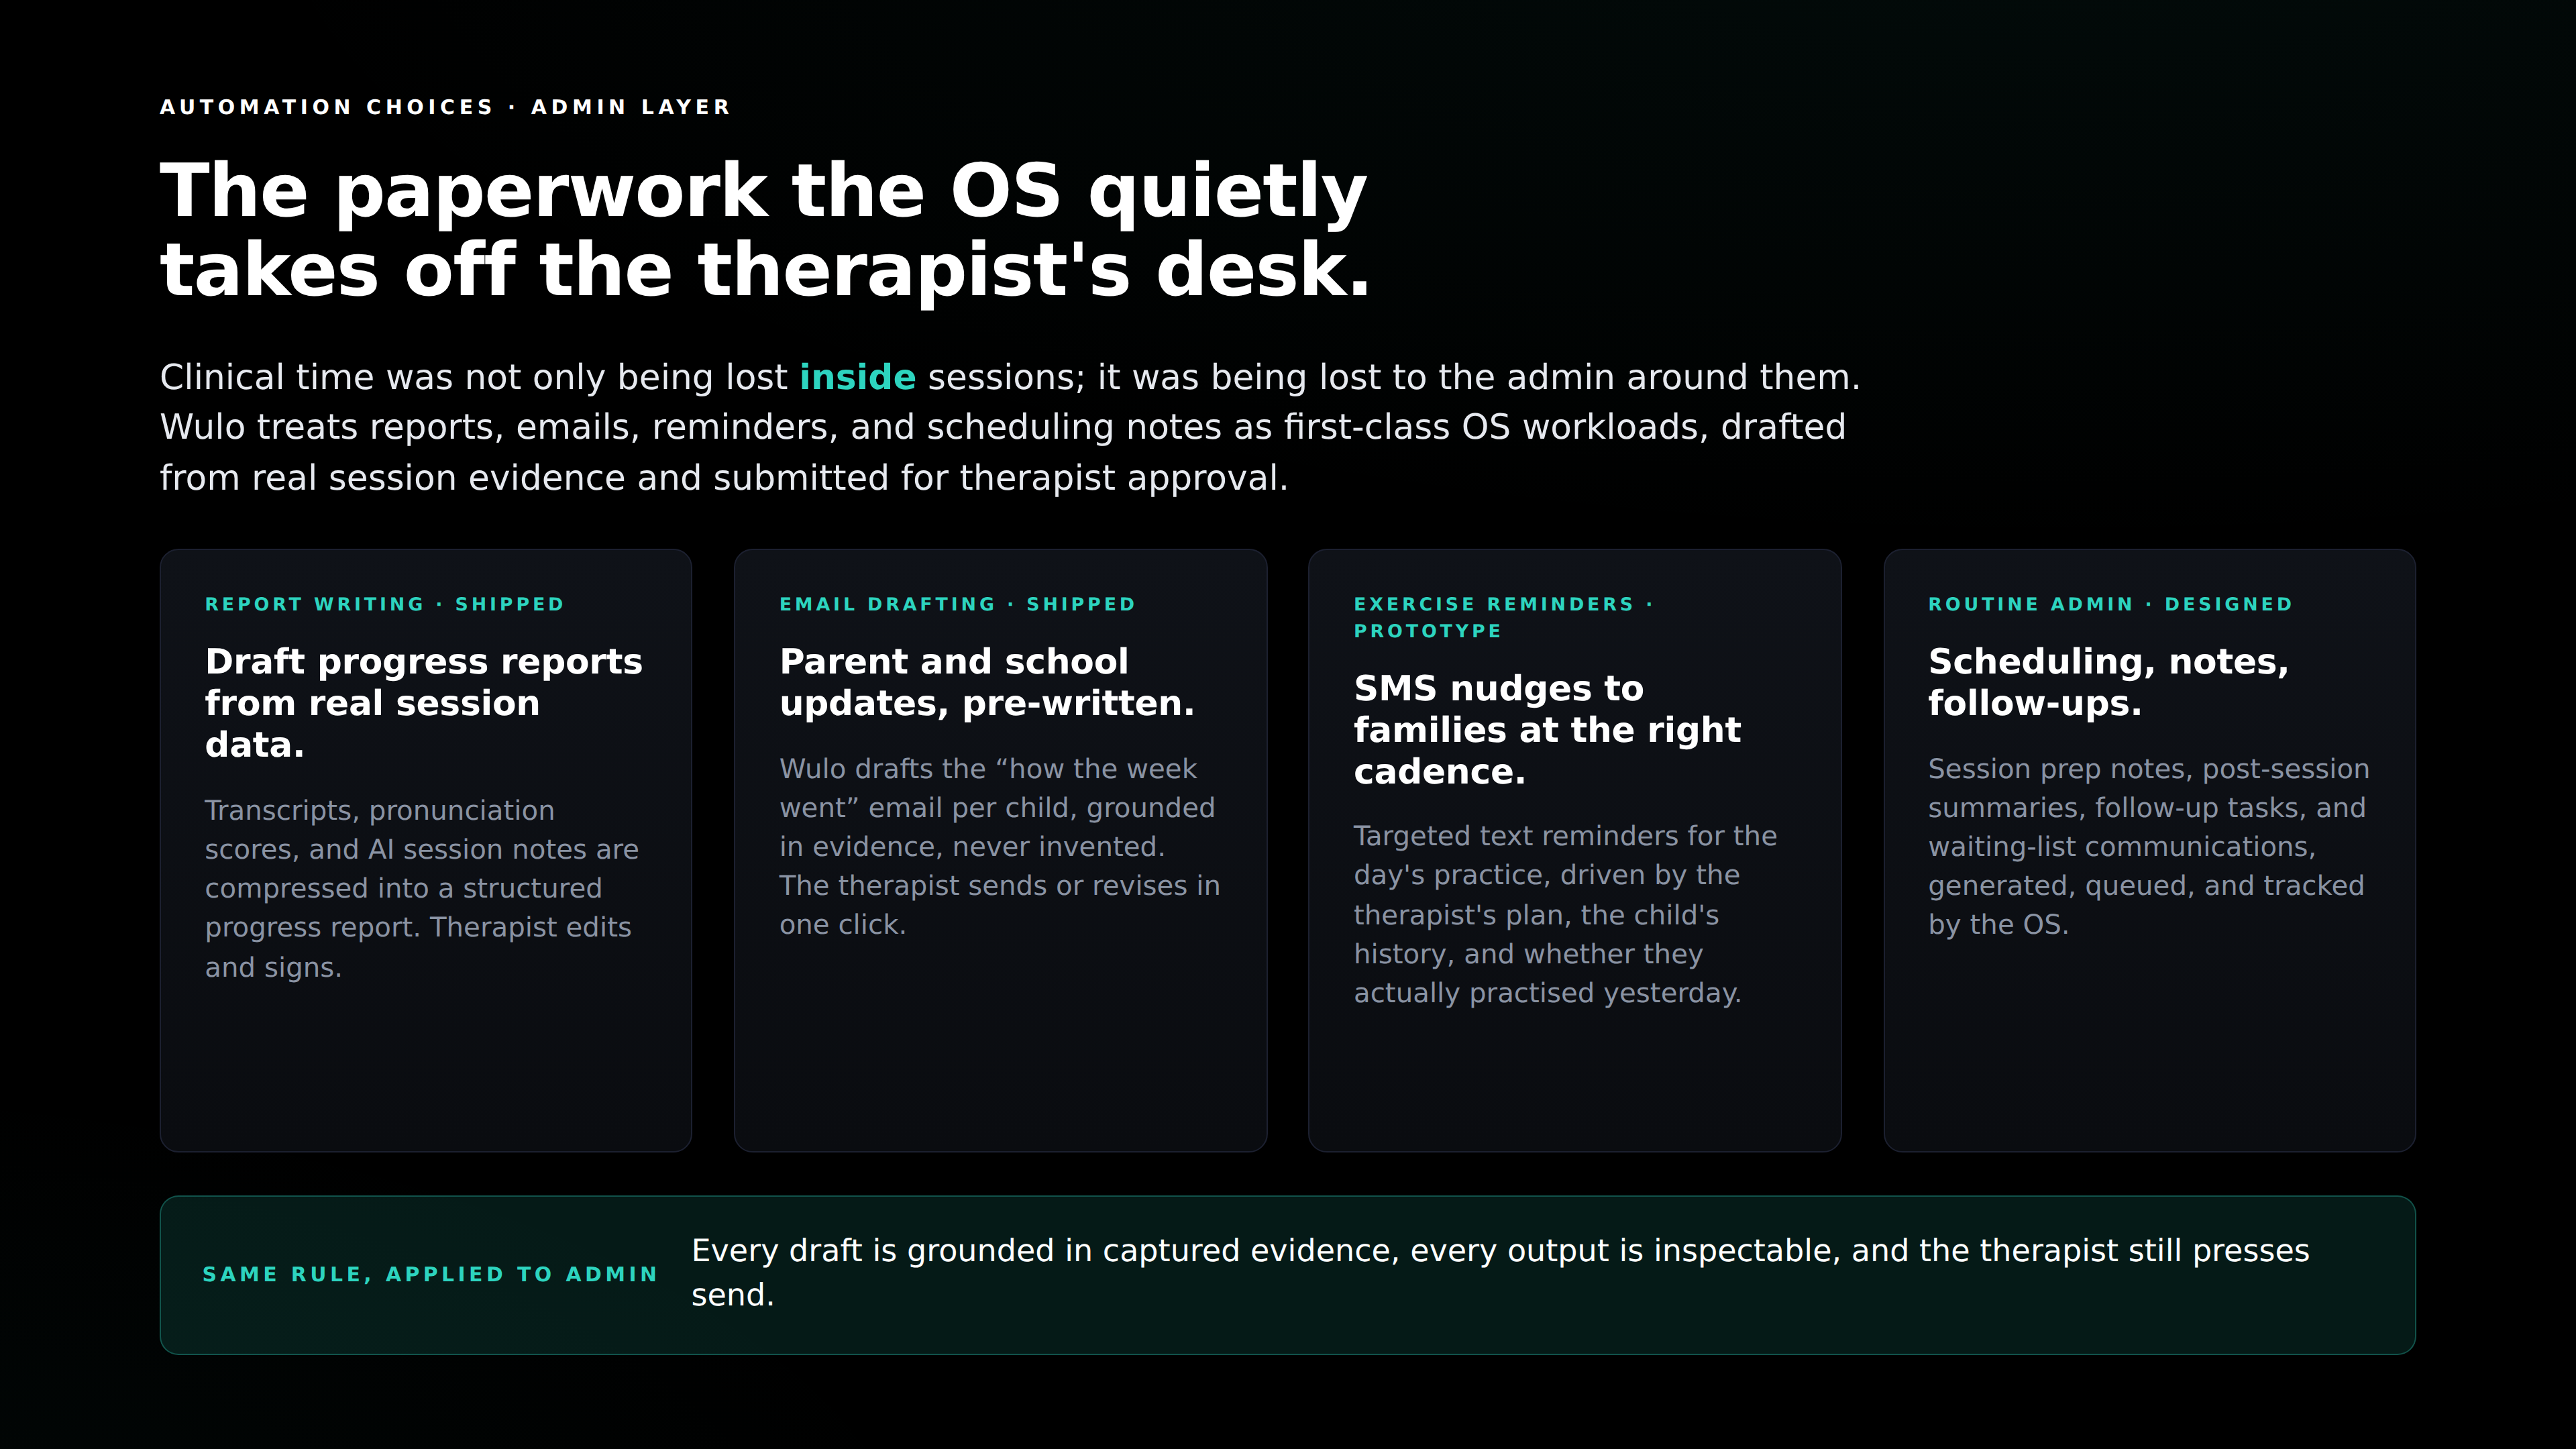 AUTOMATION CHOICES · ADMIN LAYER
The paperwork the OS quietly
takes off the therapist's desk.
Clinical time was not only being lost inside sessions; it was being lost to the admin around them.
Wulo treats reports, emails, reminders, and scheduling notes as first-class OS workloads, drafted
from real session evidence and submitted for therapist approval.
REPORT WRITING · SHIPPED
Draft progress reports
from real session
data.
Transcripts, pronunciation
scores, and AI session notes are
compressed into a structured
progress report. Therapist edits
and signs.
EMAIL DRAFTING · SHIPPED
Parent and school
updates, pre-written.
Wulo drafts the “how the week
went” email per child, grounded
in evidence, never invented.
The therapist sends or revises in
one click.
EXERCISE REMINDERS ·
PROTOTYPE
SMS nudges to
families at the right
cadence.
Targeted text reminders for the
day's practice, driven by the
therapist's plan, the child's
history, and whether they
actually practised yesterday.
ROUTINE ADMIN · DESIGNED
Scheduling, notes,
follow-ups.
Session prep notes, post-session
summaries, follow-up tasks, and
waiting-list communications,
generated, queued, and tracked
by the OS.
SAME RULE, APPLIED TO ADMIN
Every draft is grounded in captured evidence, every output is inspectable, and the therapist still presses
send.